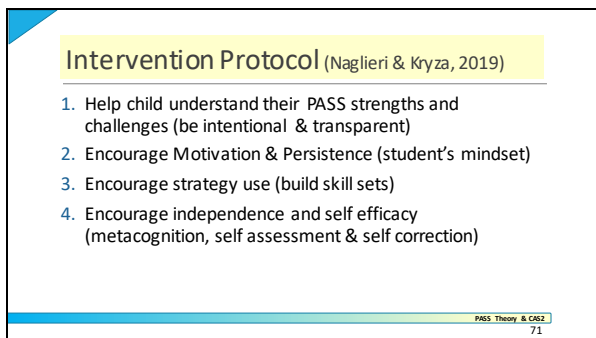 Intervention Protocol (Naglieri & Kryza, 2019)
1. Help child understand their PASS strengths and
challenges (be intentional & transparent)
2. Encourage Motivation & Persistence (student's mindset)
3. Encourage strategy use (build skill sets)
4. Encourage independence and self efficacy
(metacognition, self assessment & self correction)
PASS Theory & CAS2
71